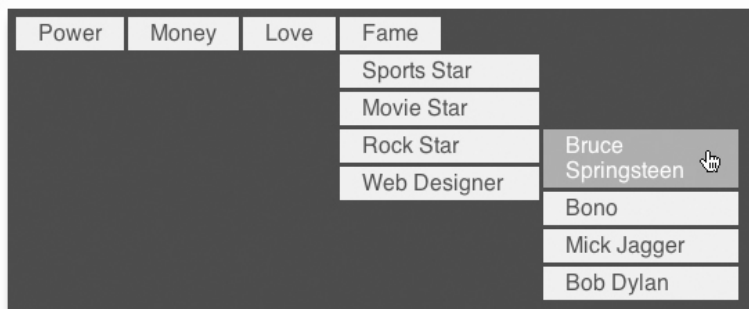 Power Money Love Fame
Sports Star
Movie Star
Rock Star
Web Designer
Bruce
Springsteen
Bono
Mick Jagger
Bob Dylan